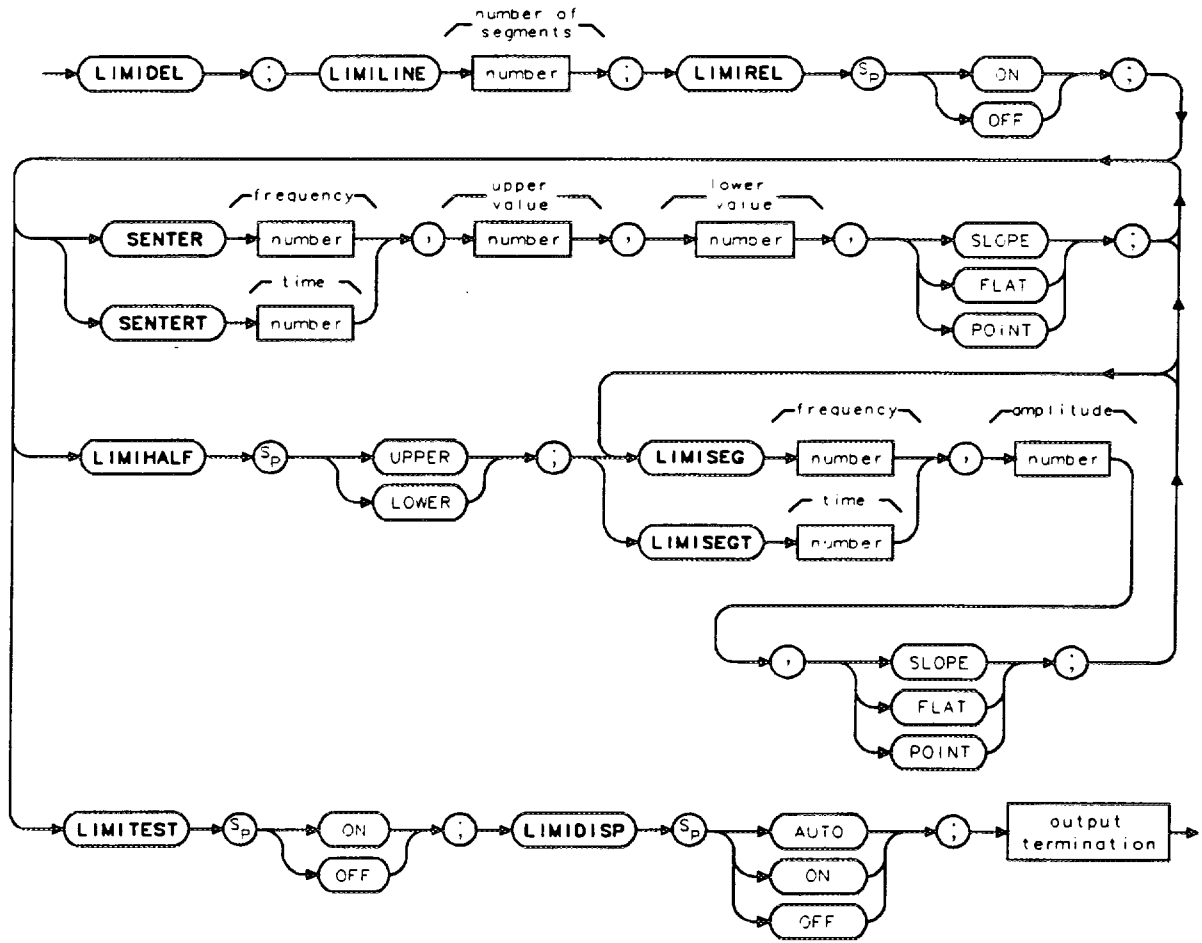 number of
segments
LIMIDEL ; LIMILINE number ; LIMIREL SP ON ;
OFF
frequency upper value lower value
SENTER number , number , number , SLOPE ;
FLAT
time
SENTERT number POINT
frequency amplitude
LIMIHALF SP UPPER ; LIMISEG number , number
LOWER
time
LIMISEGT number
, SLOPE ;
FLAT
POINT
LIMITEST SP ON ; LIMIDISP SP AUTO ; output
termination
OFF ON
OFF